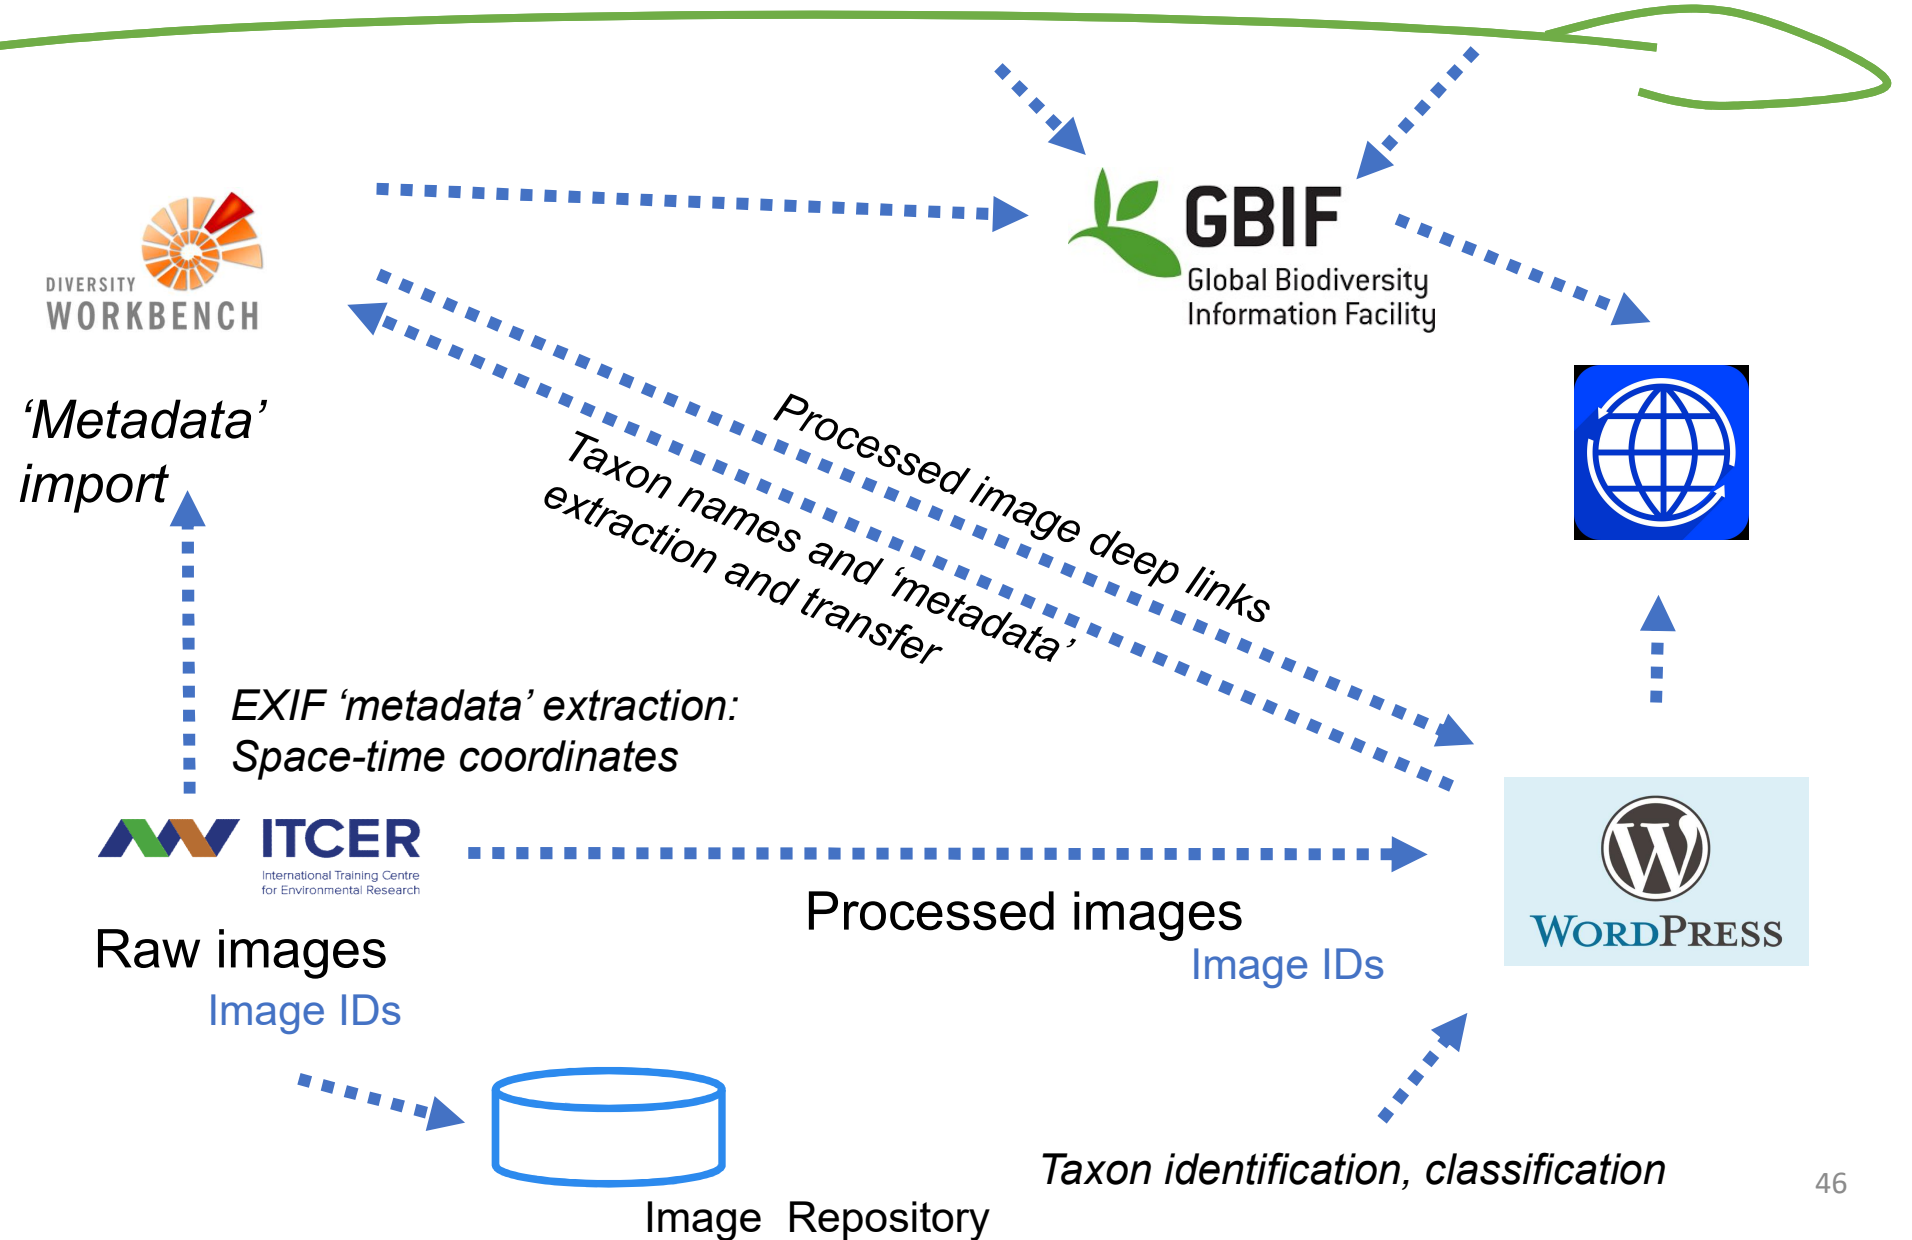 GBIF
Global Biodiversity
Information Facility
DIVERSITY
WORKBENCH
‘Metadata’
import
Processed image deep links
Taxon names and ‘metadata’
extraction and transfer
EXIF ‘metadata’ extraction:
Space-time coordinates
ITCER
International Training Centre
for Environmental Research
Raw images
Image IDs
Processed images
Image IDs
W
WORDPRESS
Taxon identification, classification
Image Repository
46